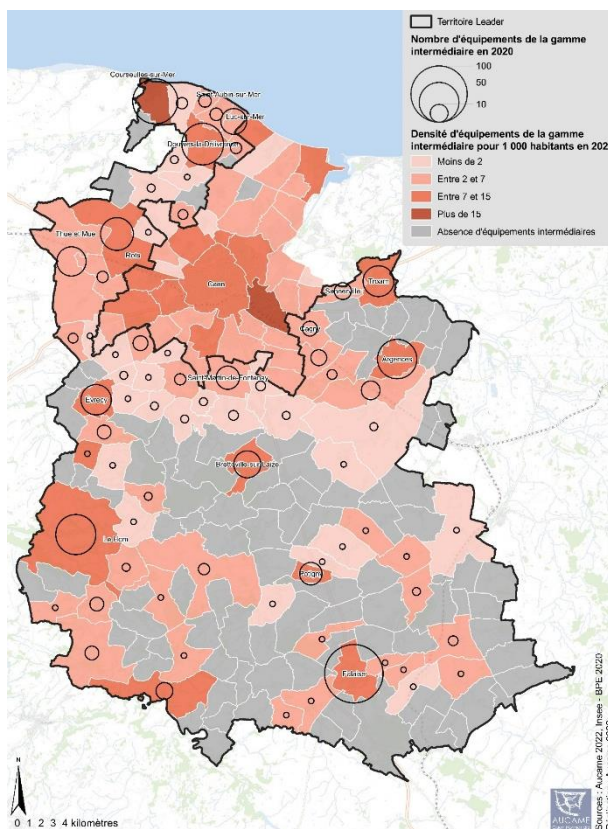 Territoire Leader
Nombre d'équipements de la gamme
intermédiaire en 2020
100
50
10
Densité d'équipements de la gamme
intermédiaire pour 1 000 habitants en 202
Moins de 2
Entre 2 et 7
Entre 7 et 15
Plus de 15
Absence d'équipements intermédiaires
Courseulles-sur-Mer
Saint-Aubin-sur-Mer
Luc-sur-Mer
Douvres-la-Délivrande
Thue et Mue
Rots
Caen
Troarn
Sannerville
Cagny
Argences
Saint-Martin-de-Fontenay
Evrecy
Bretteville-sur-Laize
Le Hom
Potigny
Falaise
N
0 1 2 3 4 kilomètres
Sources : Aucame 2022, Insee - BPE 2020
AUCAME